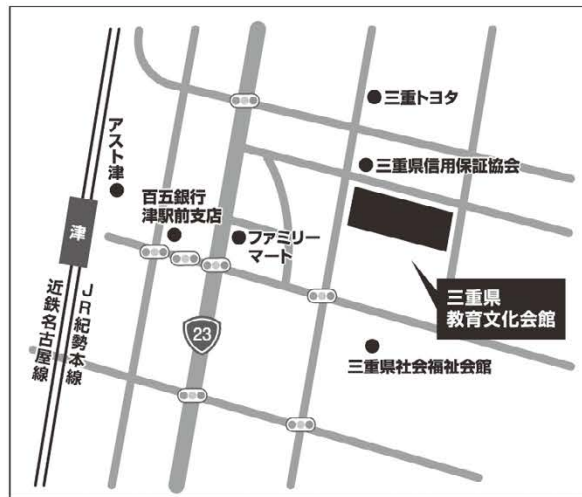 三重トヨタ
アスト津
三重県信用保証協会
百五銀行
津駅前支店
津
ファミリー
マート
三重県
教育文化会館
23
三重県社会福祉会館
JR紀勢本線
近鉄名古屋線